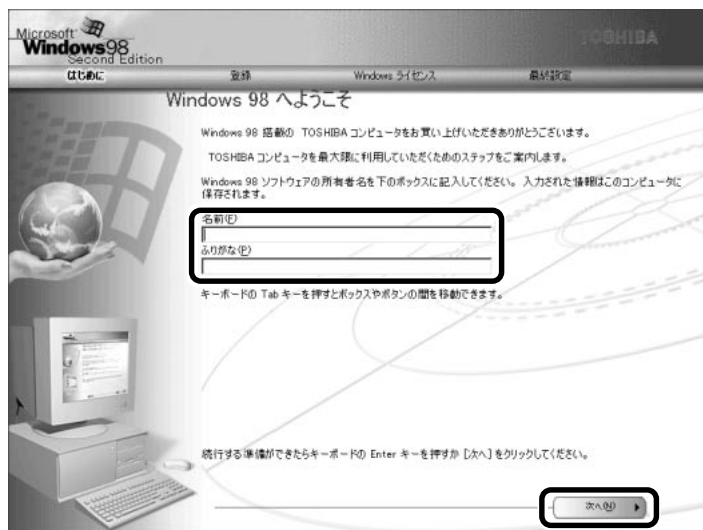 Microsoft
Windows98
Second Edition
TOSHIBA
はじめに 登録 Windows ライセンス 最終設定
Windows 98 へようこそ
Windows 98 搭載の TOSHIBA コンピュータをお買い上げいただきありがとうございます。
TOSHIBA コンピュータを最大限に利用していただくためのステップをご案内します。
Windows 98 ソフトウェアの所有者名を下のボックスに記入してください。入力された情報はこのコンピュータに
保存されます。
名前(F)
ふりがな(P)
キーボードの Tab キーを押すとボックスやボタンの間を移動できます。
続行する準備ができたらキーボードの Enter キーを押すか [次へ] をクリックしてください。
次へ(N)